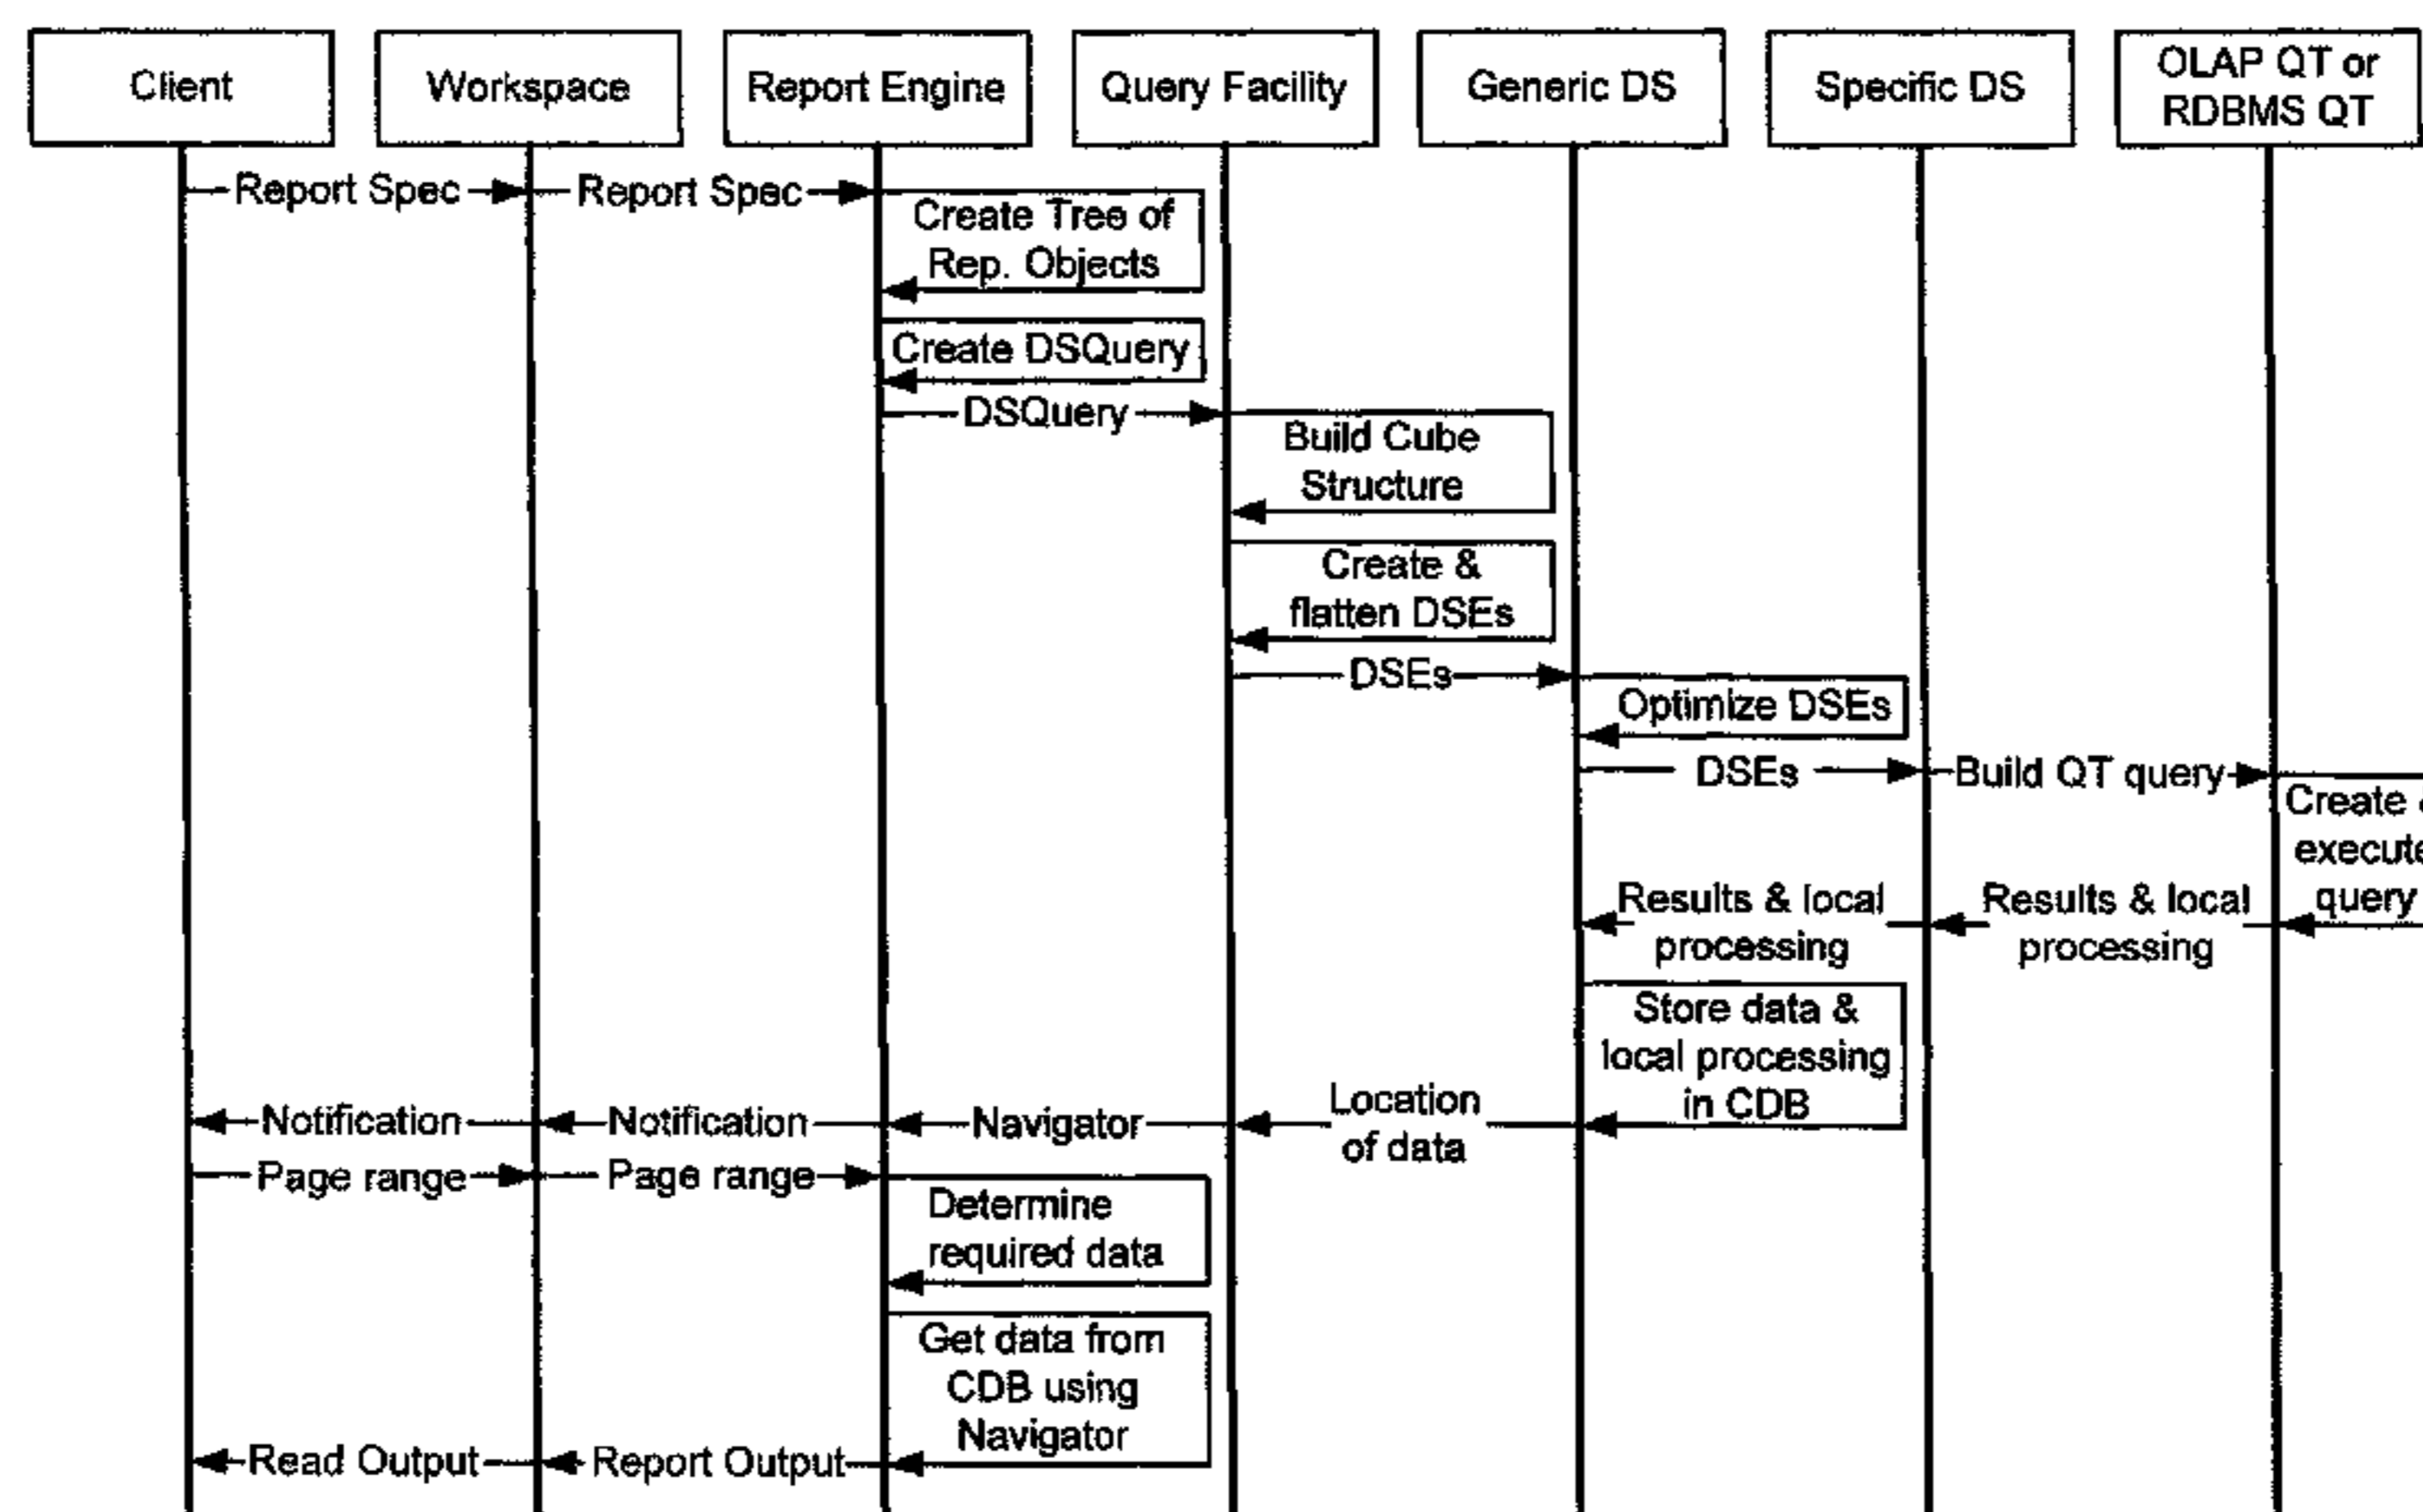 Client
Workspace
Report Engine
Query Facility
Generic DS
Specific DS
OLAP QT or
RDBMS QT
Report Spec
Report Spec
Create Tree of
Rep. Objects
Create DSQuery
DSQuery
Build Cube
Structure
Create &
flatten DSEs
DSEs
Optimize DSEs
DSEs
Build QT query
Create &
execute
query
Results & local
processing
Results & local
processing
Store data &
local processing
in CDB
Notification
Notification
Navigator
Location
of data
Page range
Page range
Determine
required data
Get data from
CDB using
Navigator
Read Output
Report Output